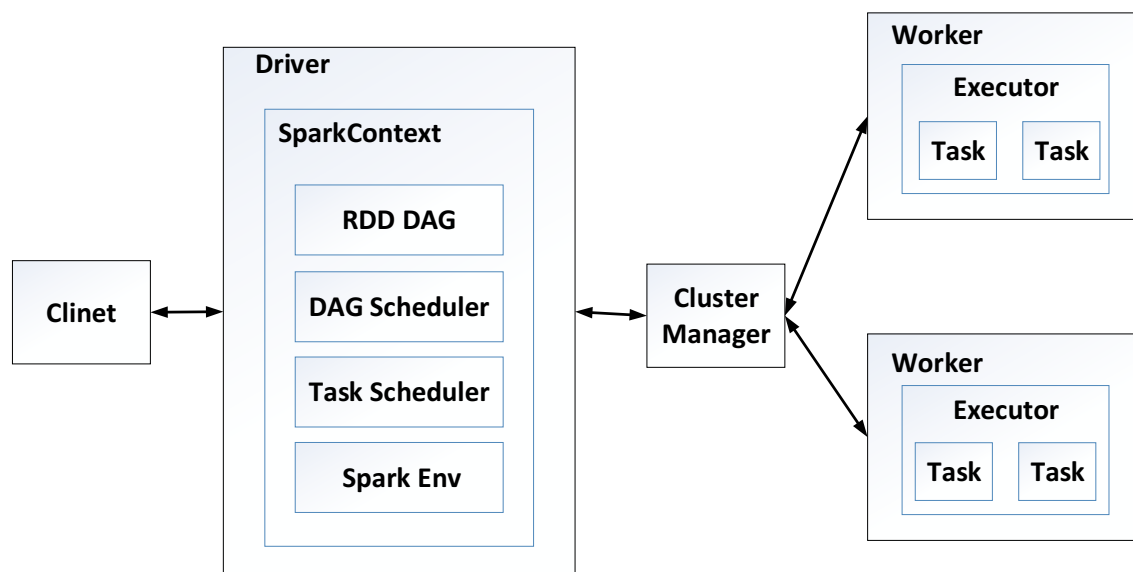 Clinet
Driver
SparkContext
RDD DAG
DAG Scheduler
Task Scheduler
Spark Env
Cluster
Manager
Worker
Executor
Task Task
Worker
Executor
Task Task